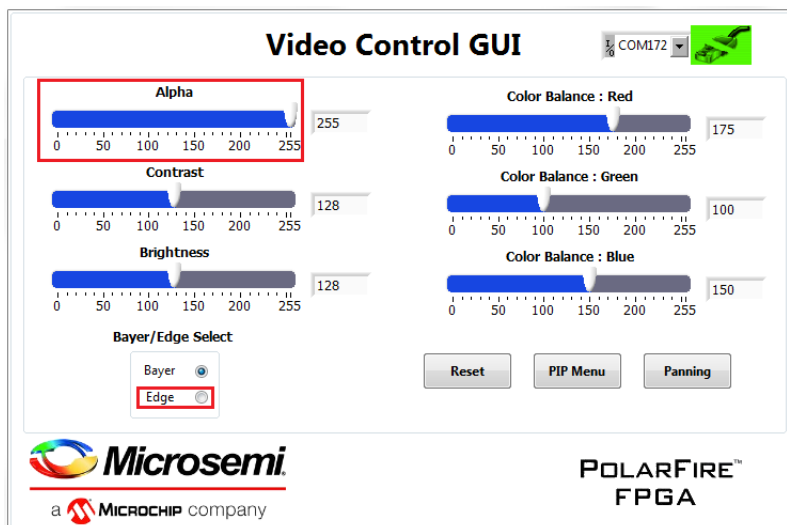 Video Control GUI
I/O COM172
Alpha
255
0 50 100 150 200 255
Contrast
128
0 50 100 150 200 255
Brightness
128
0 50 100 150 200 255
Bayer/Edge Select
Bayer
Edge
Color Balance : Red
175
0 50 100 150 200 255
Color Balance : Green
100
0 50 100 150 200 255
Color Balance : Blue
150
0 50 100 150 200 255
Reset PIP Menu Panning
Microsemi.
a MICROCHIP company
POLARFIRE™
FPGA